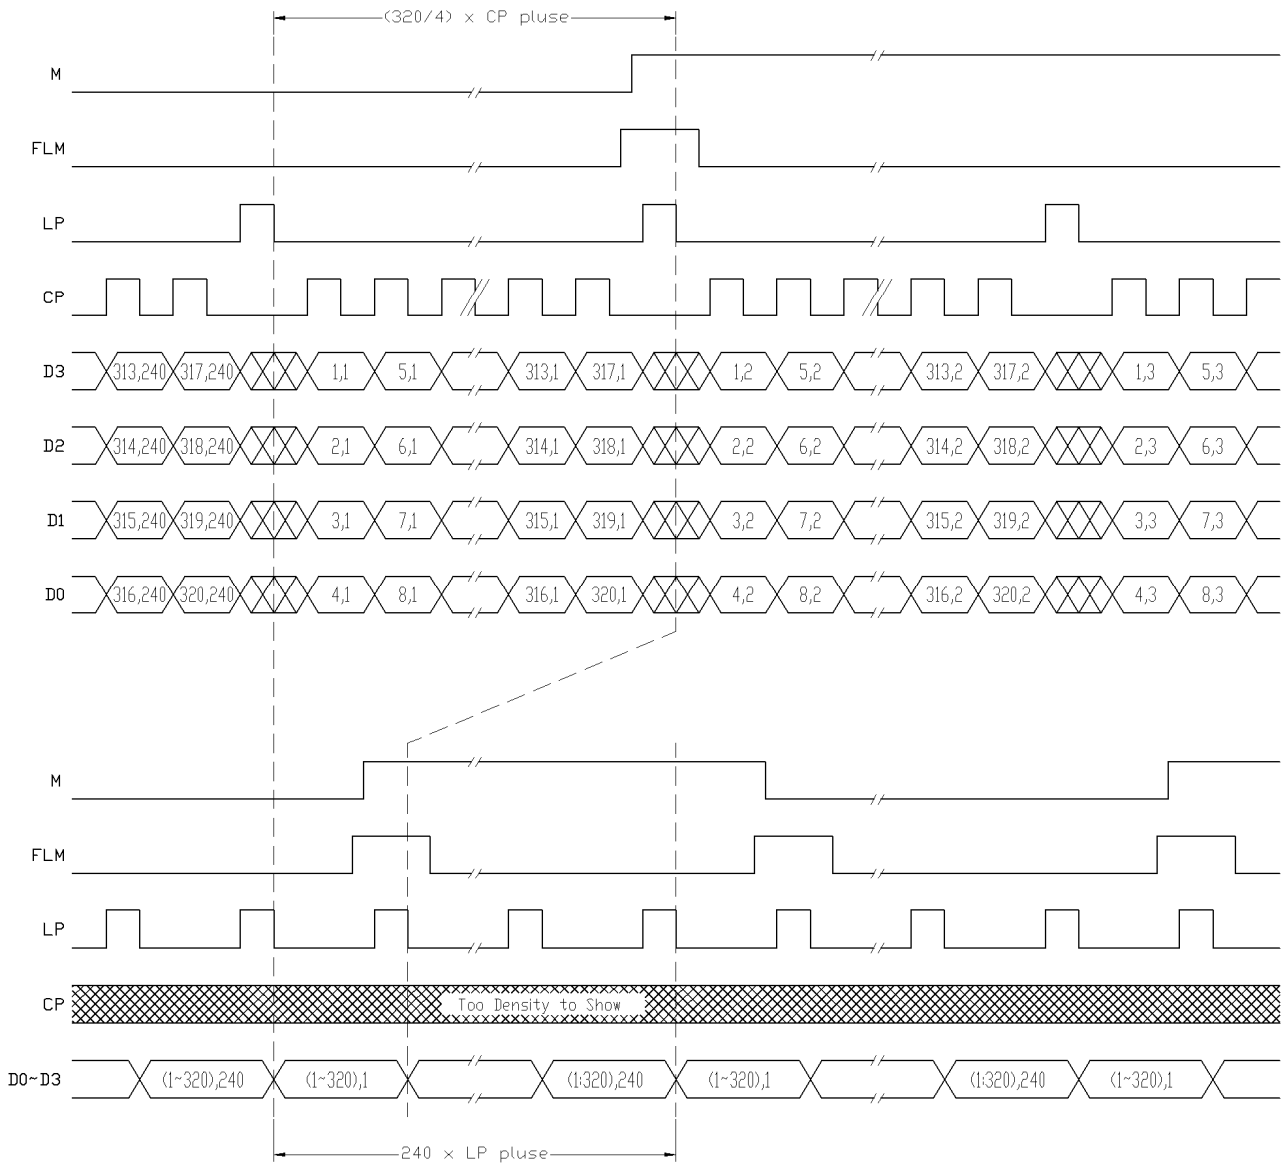 (320/4) x CP pluse
M
FLM
LP
CP
D3 313,240 317,240 1,1 5,1 313,1 317,1 1,2 5,2 313,2 317,2 1,3 5,3
D2 314,240 318,240 2,1 6,1 314,1 318,1 2,2 6,2 314,2 318,2 2,3 6,3
D1 315,240 319,240 3,1 7,1 315,1 319,1 3,2 7,2 315,2 319,2 3,3 7,3
D0 316,240 320,240 4,1 8,1 316,1 320,1 4,2 8,2 316,2 320,2 4,3 8,3
M
FLM
LP
CP Too Density to Show
D0~D3 (1~320),240 (1~320),1 (1:320),240 (1~320),1 (1:320),240 (1~320),1
240 x LP pluse